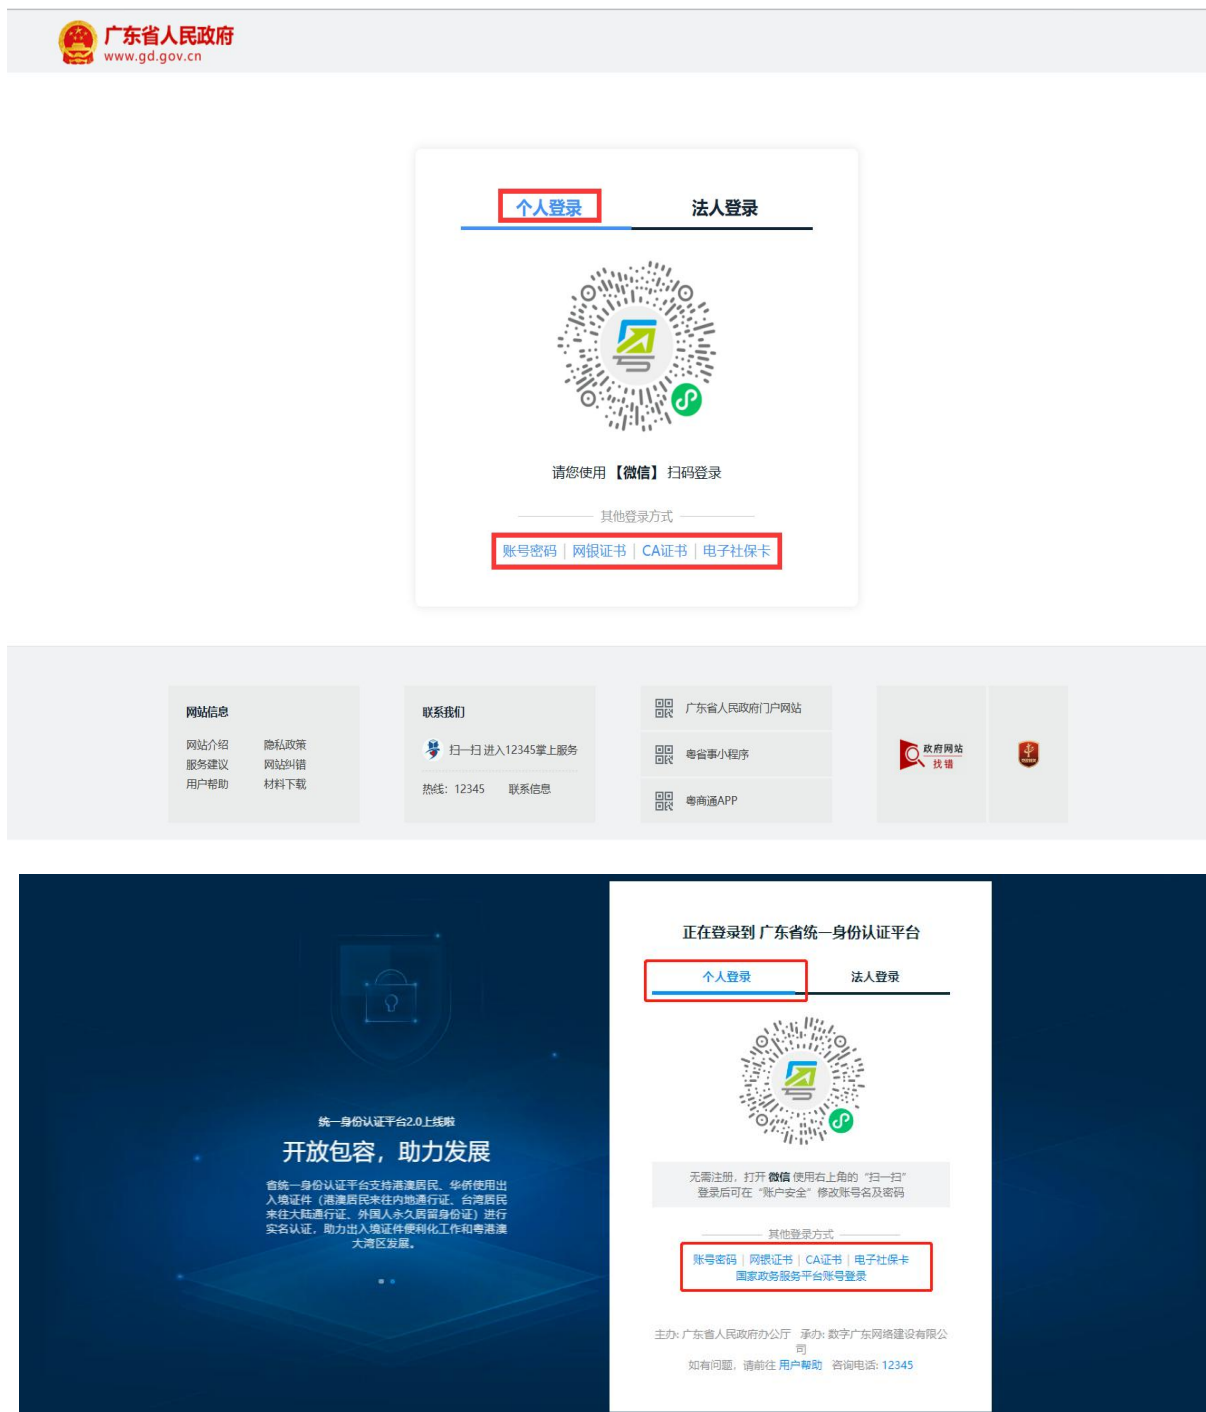 广东省人民政府
www.gd.gov.cn
个人登录 法人登录
请您使用【微信】扫码登录
其他登录方式
账号密码 | 网银证书 | CA证书 | 电子社保卡
网站信息
网站介绍 隐私政策
服务建议 网站纠错
用户帮助 材料下载
联系我们
扫一扫 进入12345掌上服务
热线：12345 联系信息
广东省人民政府门户网站
粤省事小程序
粤商通APP
政府网站
找错
统一身份认证平台2.0上线啦
开放包容，助力发展
省统一身份认证平台支持港澳居民、华侨使用出
入境证件（港澳居民来往内地通行证、台湾居民
来往大陆通行证、外国人永久居留身份证）进行
实名认证，助力出入境证件便利化工作和粤港澳
大湾区发展。
正在登录到 广东省统一身份认证平台
个人登录 法人登录
无需注册，打开 微信 使用右上角的“扫一扫”
登录后可在“账户安全”修改账号名及密码
其他登录方式
账号密码 | 网银证书 | CA证书 | 电子社保卡
国家政务服务平台账号登录
主办: 广东省人民政府办公厅 承办: 数字广东网络建设有限公
司
如有问题，请前往 用户帮助 咨询电话: 12345